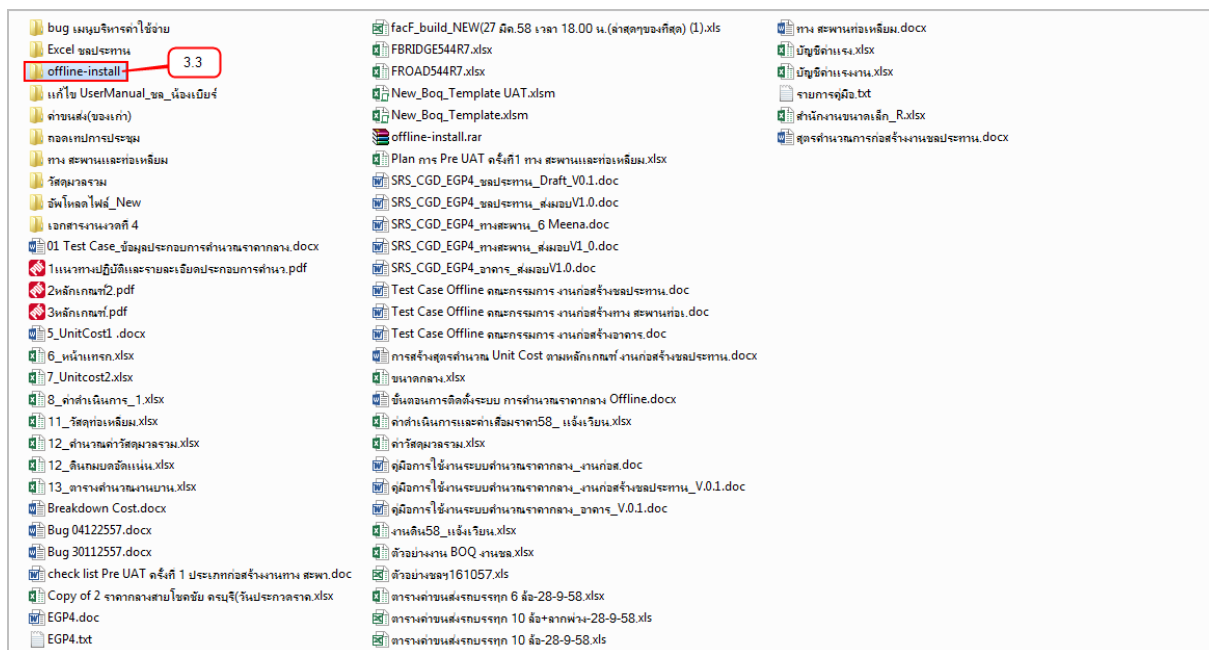 bug เมนูบริหารค่าใช้จ่าย
Excel ชลประทาน
offline-install
3.3
แก้ไข UserManual_ชล_น้องเบียร์
ค่าขนส่ง(ของเก่า)
ถอดเทปการประชุม
ทาง สะพานและท่อเหลี่ยม
วัสดุมวลรวม
อัพโหลดไฟล์_New
เอกสารงานงวดที่ 4
01 Test Case_ข้อมูลประกอบการคำนวณราคากลาง.docx
1แนวทางปฏิบัติและรายละเอียดประกอบการคำนว.pdf
2หลักเกณฑ์2.pdf
3หลักเกณฑ์.pdf
5_UnitCost1 .docx
6_หน้าแทรก.xlsx
7_Unitcost2.xlsx
8_ค่าดำเนินการ_1.xlsx
11_วัสดุท่อเหลี่ยม.xlsx
12_คำนวณค่าวัสดุมวลรวม.xlsx
12_ดินถมบดอัดแน่น.xlsx
13_ตารางคำนวณงานบาน.xlsx
Breakdown Cost.docx
Bug 04122557.docx
Bug 30112557.docx
check list Pre UAT ครั้งที่ 1 ประเภทก่อสร้างงานทาง สะพา.doc
Copy of 2 ราคากลางสายโชคชัย ครบุรี(วันประกวดราค.xlsx
EGP4.doc
EGP4.txt
facF_build_NEW(27 มีค.58 เวลา 18.00 น.(ล่าสุดๆของที่สุด) (1).xls
FBRIDGE544R7.xlsx
FROAD544R7.xlsx
New_Boq_Template UAT.xlsm
New_Boq_Template.xlsm
offline-install.rar
Plan การ Pre UAT ครั้งที่1 ทาง สะพานและท่อเหลี่ยม.xlsx
SRS_CGD_EGP4_ชลประทาน_Draft_V0.1.doc
SRS_CGD_EGP4_ชลประทาน_ส่งมอบV1.0.doc
SRS_CGD_EGP4_ทางสะพาน_6 Meena.doc
SRS_CGD_EGP4_ทางสะพาน_ส่งมอบV1_0.doc
SRS_CGD_EGP4_อาคาร_ส่งมอบV1.0.doc
Test Case Offline คณะกรรมการ งานก่อสร้างชลประทาน.doc
Test Case Offline คณะกรรมการ งานก่อสร้างทาง สะพานท่อเ.doc
Test Case Offline คณะกรรมการ งานก่อสร้างอาคาร.doc
การสร้างสูตรคำนวณ Unit Cost ตามหลักเกณฑ์ งานก่อสร้างชลประทาน.docx
ขนาดกลาง.xlsx
ขั้นตอนการติดตั้งระบบ การคำนวณราคากลาง Offline.docx
ค่าดำเนินการและค่าเสื่อมราคา58_ แจ้งเวียน.xlsx
ค่าวัสดุมวลรวม.xlsx
คู่มือการใช้งานระบบคำนวณราคากลาง_งานก่อส.doc
คู่มือการใช้งานระบบคำนวณราคากลาง_งานก่อสร้างชลประทาน_V.0.1.doc
คู่มือการใช้งานระบบคำนวณราคากลาง_อาคาร_V.0.1.doc
งานดิน58_แจ้งเวียน.xlsx
ตัวอย่างงาน BOQ งานชล.xlsx
ตัวอย่างชลฯ161057.xls
ตารางค่าขนส่งรถบรรทุก 6 ล้อ-28-9-58.xlsx
ตารางค่าขนส่งรถบรรทุก 10 ล้อ+ลากพ่วง-28-9-58.xls
ตารางค่าขนส่งรถบรรทุก 10 ล้อ-28-9-58.xls
ทาง สะพานท่อเหลี่ยม.docx
บัญชีค่าแรง.xlsx
บัญชีค่าแรงงาน.xlsx
รายการคู่มือ.txt
สำนักงานขนาดเล็ก_R.xlsx
สูตรคำนวณการก่อสร้างงานชลประทาน.docx